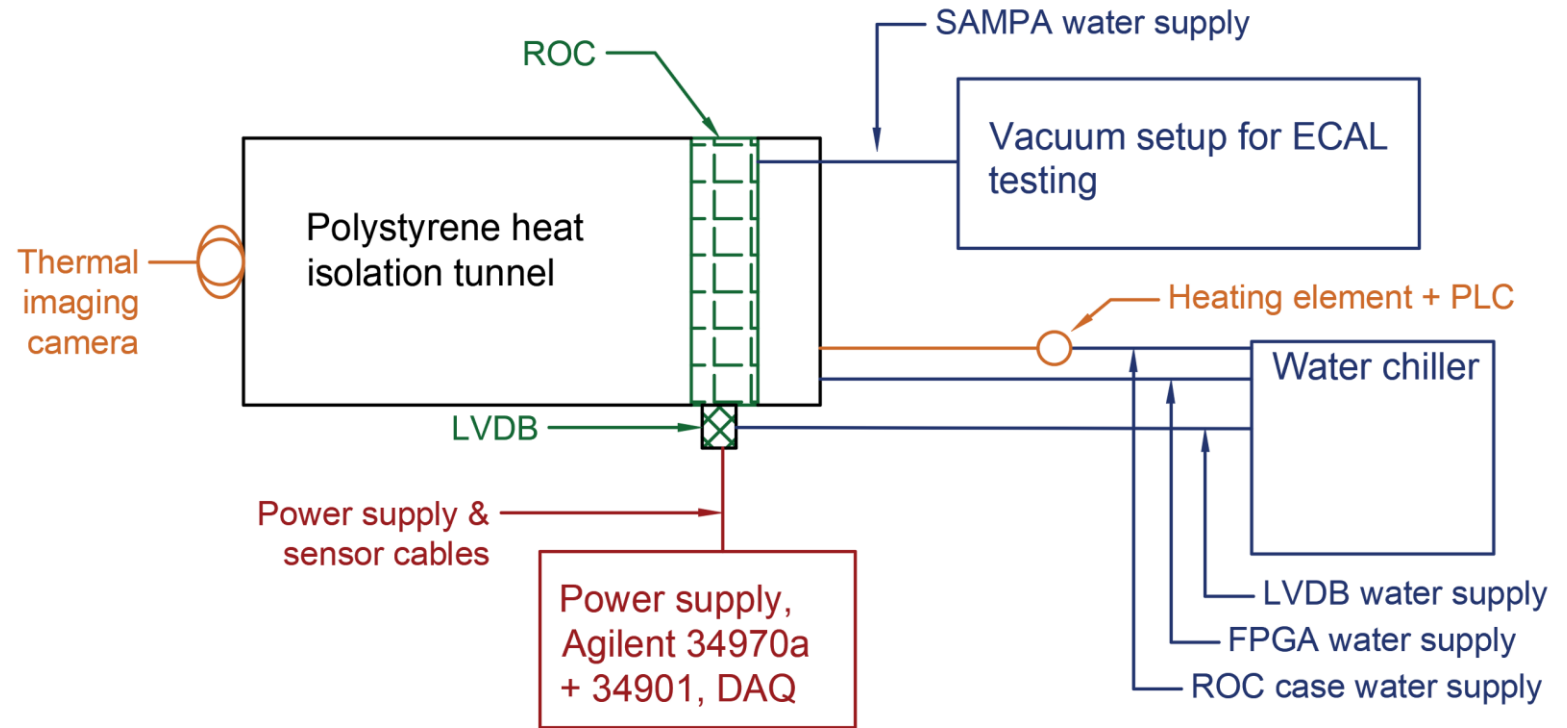 SAMPA water supply
ROC
Vacuum setup for ECAL
testing
Polystyrene heat
isolation tunnel
Thermal
imaging
camera
Heating element + PLC
Water chiller
LVDB
Power supply &
sensor cables
Power supply,
Agilent 34970a
+ 34901, DAQ
LVDB water supply
FPGA water supply
ROC case water supply